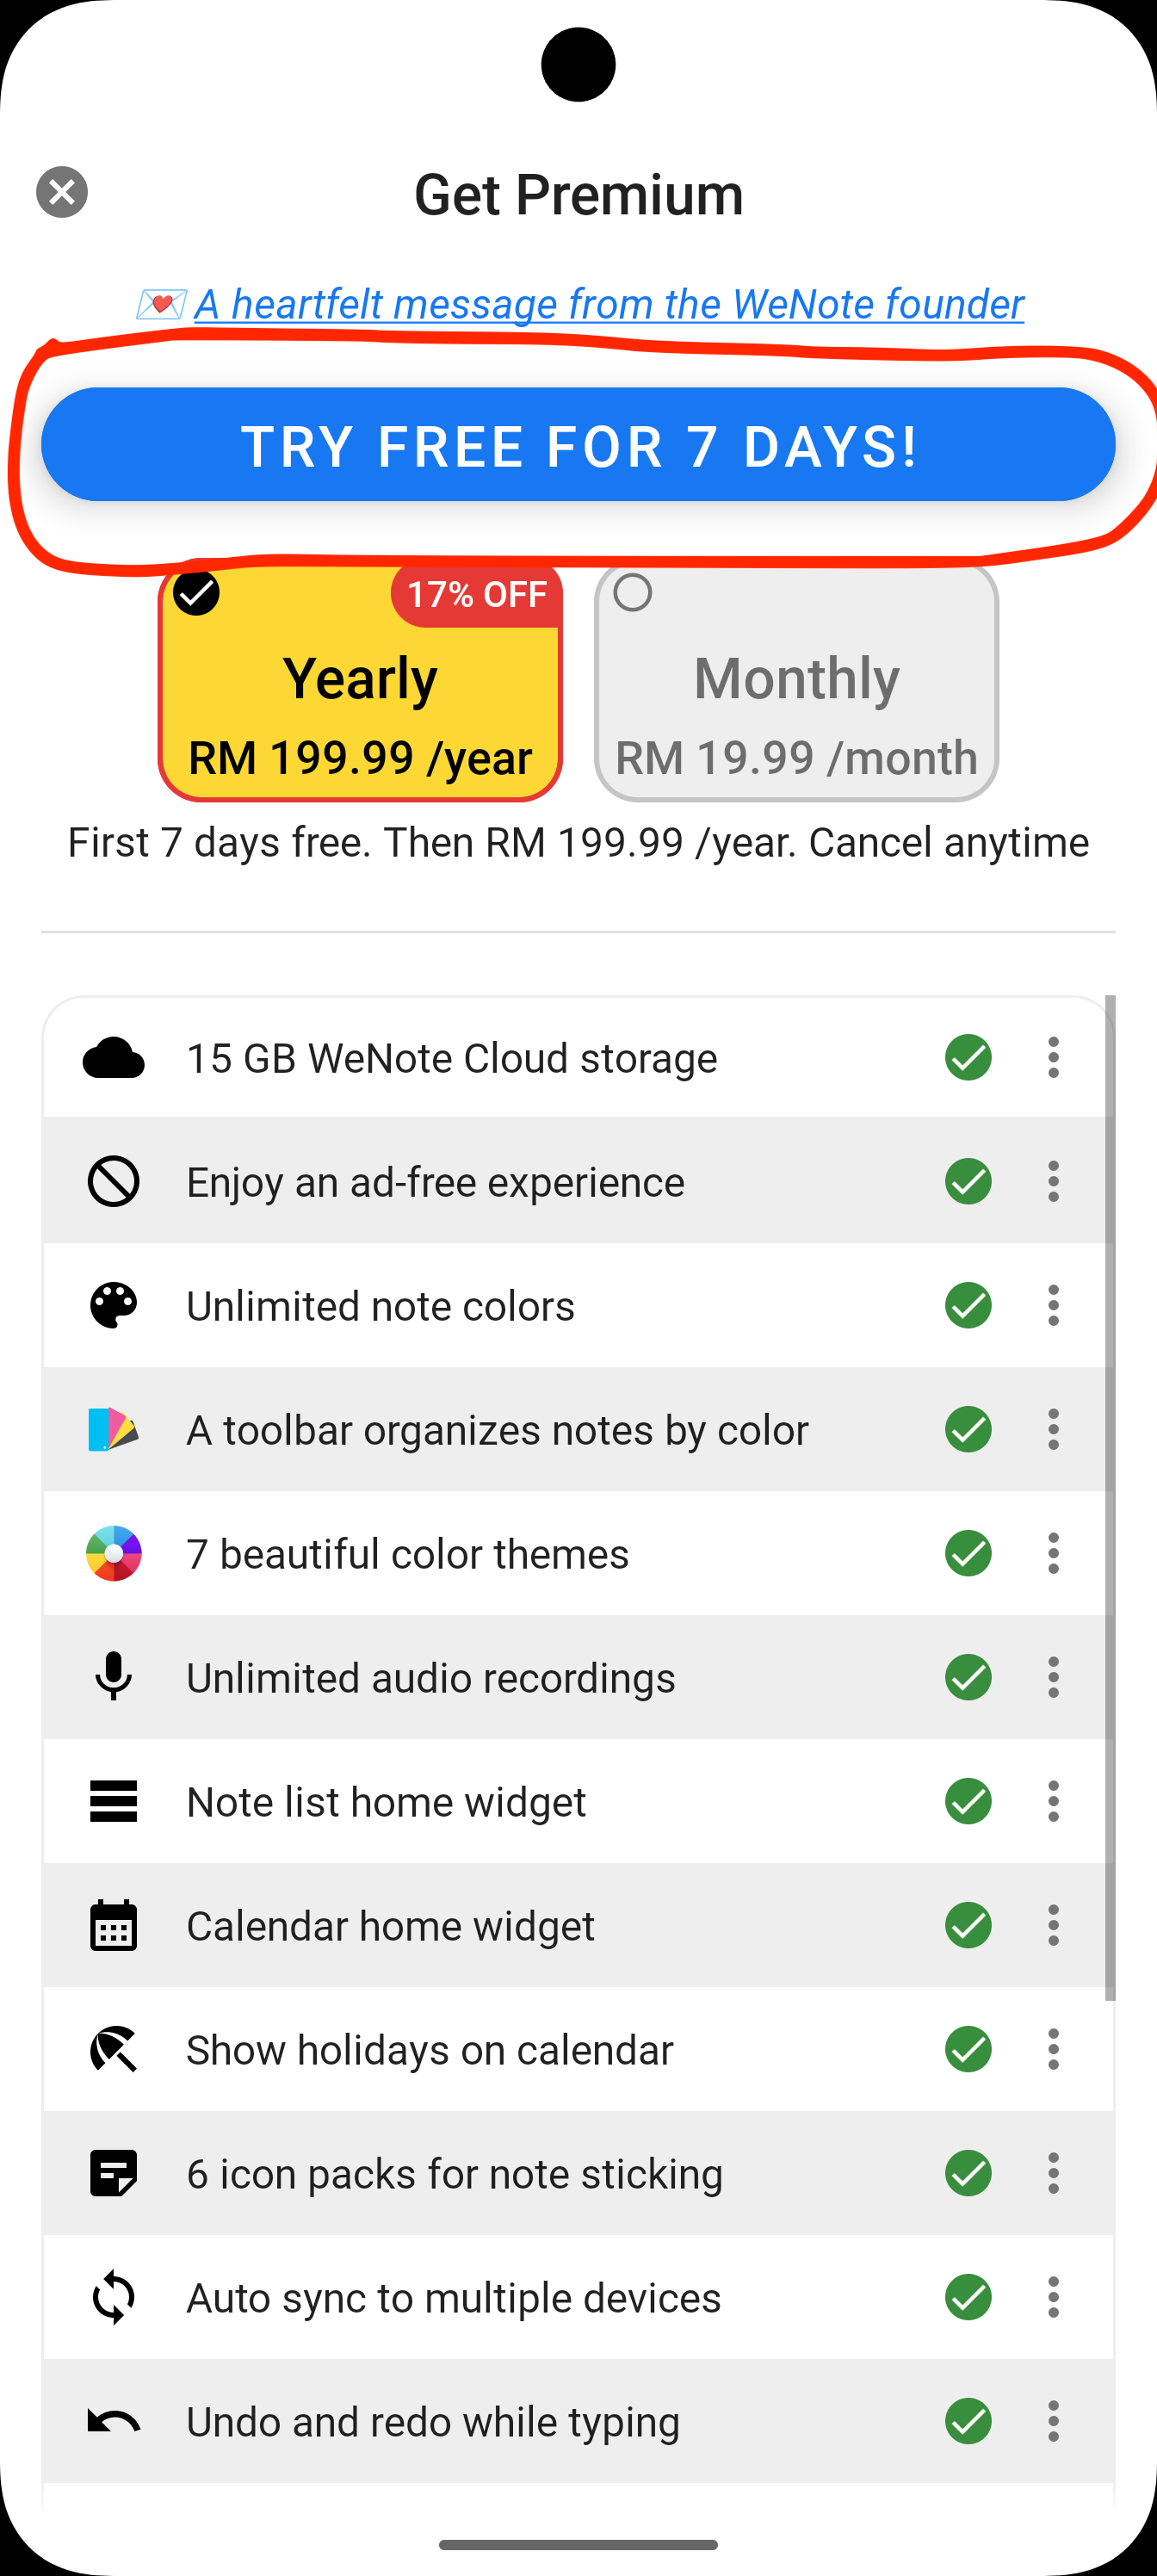 Get Premium
A heartfelt message from the WeNote founder
TRY FREE FOR 7 DAYS!
17% OFF
Yearly
RM 199.99 /year
Monthly
RM 19.99 /month
First 7 days free. Then RM 199.99 /year. Cancel anytime
15 GB WeNote Cloud storage
Enjoy an ad-free experience
Unlimited note colors
A toolbar organizes notes by color
7 beautiful color themes
Unlimited audio recordings
Note list home widget
Calendar home widget
Show holidays on calendar
6 icon packs for note sticking
Auto sync to multiple devices
Undo and redo while typing